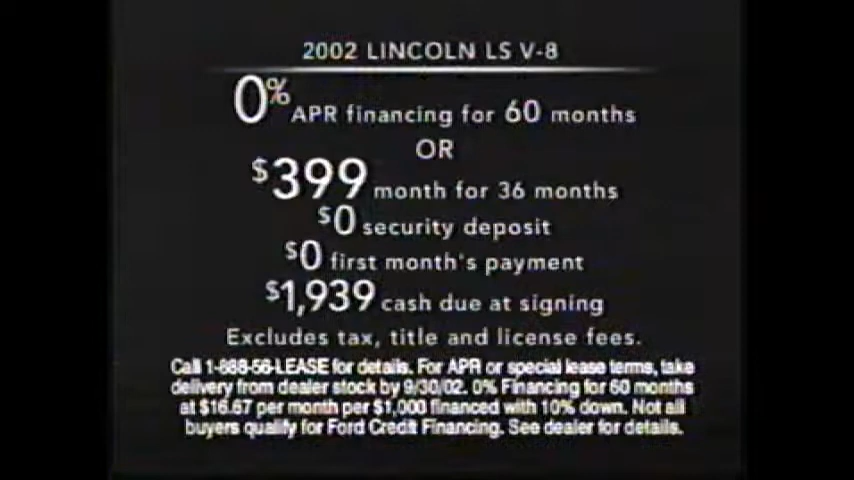 2002 LINCOLN LS V-8
0% APR financing for 60 months
OR
$399 month for 36 months
$0 security deposit
$0 first month's payment
$1,939 cash due at signing
Excludes tax, title and license fees.
Call 1-888-56-LEASE for details. For APR or special lease terms, take
delivery from dealer stock by 9/30/02. 0% Financing for 60 months
at $16.67 per month per $1,000 financed with 10% down. Not all
buyers qualify for Ford Credit Financing. See dealer for details.